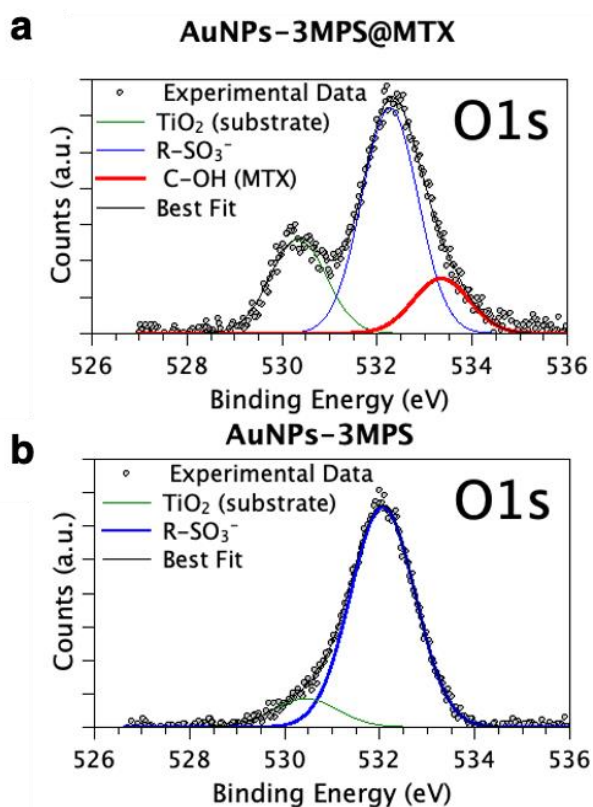 a
AuNPs-3MPS@MTX
Experimental Data
TiO₂ (substrate)
R-SO₃⁻
C-OH (MTX)
Best Fit
O1s
Counts (a.u.)
526 528 530 532 534 536
Binding Energy (eV)
b
AuNPs-3MPS
Experimental Data
TiO₂ (substrate)
R-SO₃⁻
Best Fit
O1s
Counts (a.u.)
526 528 530 532 534 536
Binding Energy (eV)